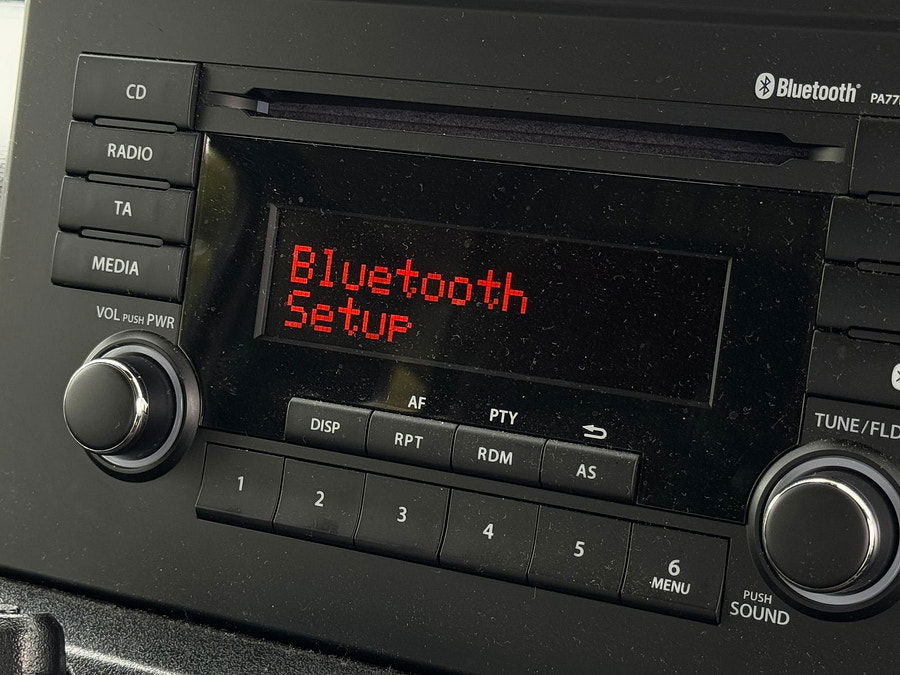 CD
Bluetooth®
RADIO
TA
MEDIA
VOL PUSH PWR
Bluetooth
Setup
AF
PTY
TUNE/FLD
DISP
RPT
RDM
AS
1
2
3
4
5
6
MENU
PUSH
SOUND